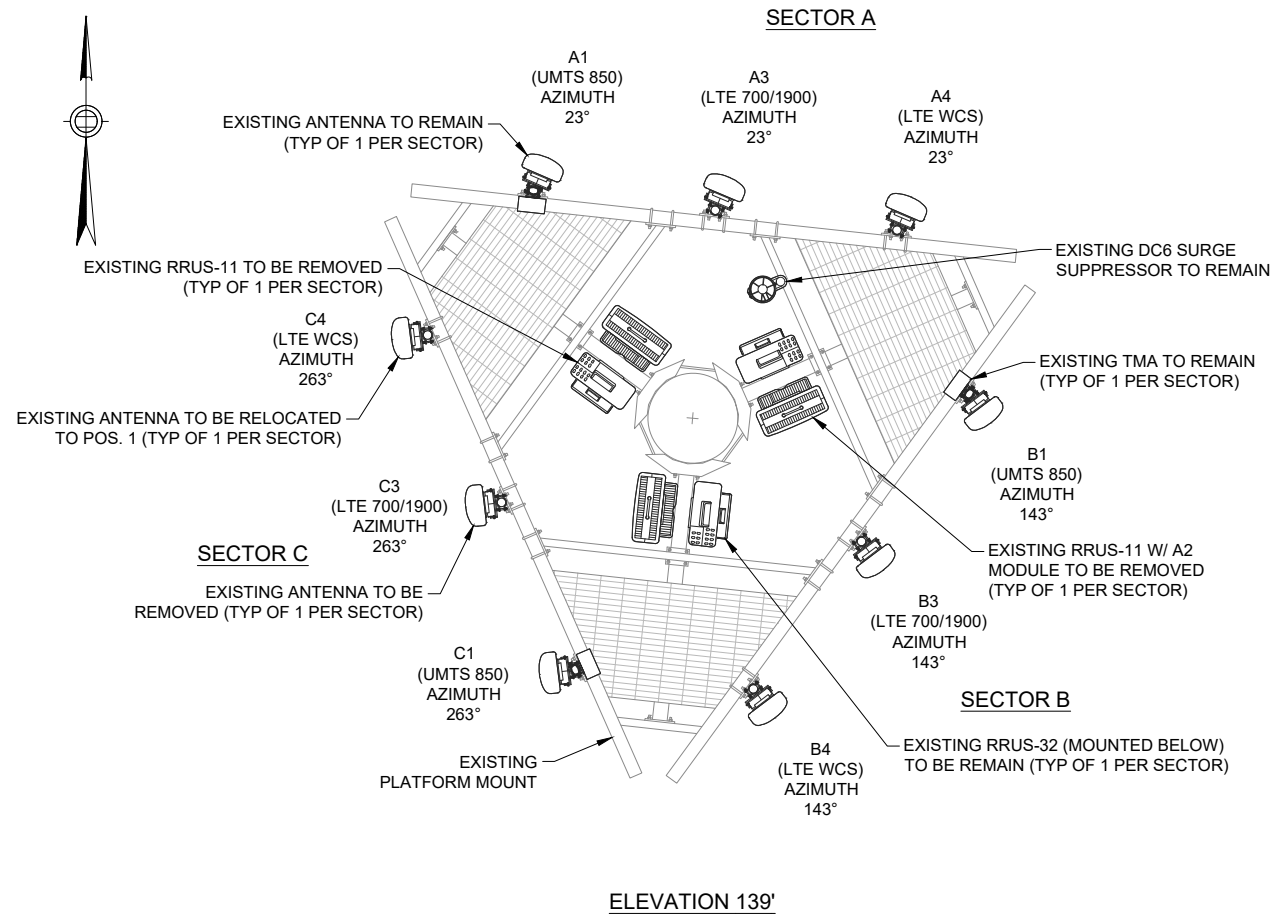 SECTOR A
A1
(UMTS 850)
AZIMUTH
23°
A3
(LTE 700/1900)
AZIMUTH
23°
A4
(LTE WCS)
AZIMUTH
23°
EXISTING ANTENNA TO REMAIN
(TYP OF 1 PER SECTOR)
EXISTING DC6 SURGE
SUPPRESSOR TO REMAIN
EXISTING RRUS-11 TO BE REMOVED
(TYP OF 1 PER SECTOR)
C4
(LTE WCS)
AZIMUTH
263°
EXISTING TMA TO REMAIN
(TYP OF 1 PER SECTOR)
EXISTING ANTENNA TO BE RELOCATED
TO POS. 1 (TYP OF 1 PER SECTOR)
B1
(UMTS 850)
AZIMUTH
143°
C3
(LTE 700/1900)
AZIMUTH
263°
SECTOR C
EXISTING RRUS-11 W/ A2
MODULE TO BE REMOVED
(TYP OF 1 PER SECTOR)
EXISTING ANTENNA TO BE
REMOVED (TYP OF 1 PER SECTOR)
B3
(LTE 700/1900)
AZIMUTH
143°
C1
(UMTS 850)
AZIMUTH
263°
SECTOR B
EXISTING
PLATFORM MOUNT
B4
(LTE WCS)
AZIMUTH
143°
EXISTING RRUS-32 (MOUNTED BELOW)
TO BE REMAIN (TYP OF 1 PER SECTOR)
ELEVATION 139'